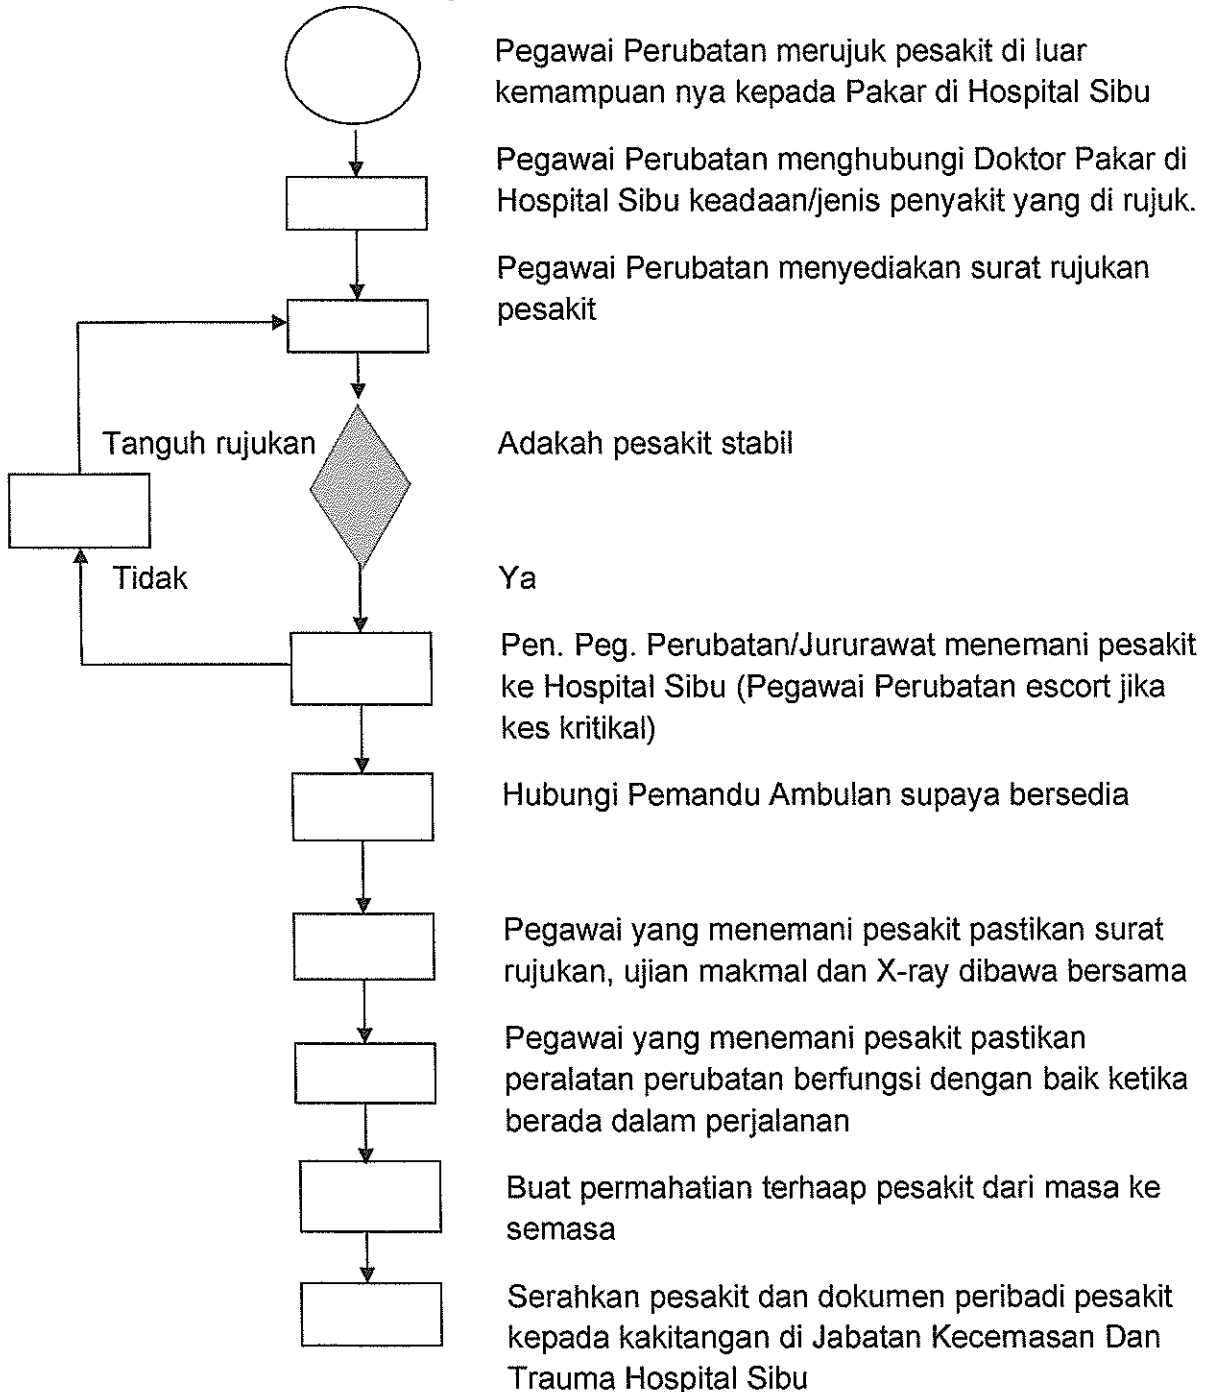 Pegawai Perubatan merujuk pesakit di luar
kemampuan nya kepada Pakar di Hospital Sibu
Pegawai Perubatan menghubungi Doktor Pakar di
Hospital Sibu keadaan/jenis penyakit yang di rujuk.
Pegawai Perubatan menyediakan surat rujukan
pesakit
Tanguh rujukan
Adakah pesakit stabil
Tidak
Ya
Pen. Peg. Perubatan/Jururawat menemani pesakit
ke Hospital Sibu (Pegawai Perubatan escort jika
kes kritikal)
Hubungi Pemandu Ambulan supaya bersedia
Pegawai yang menemani pesakit pastikan surat
rujukan, ujian makmal dan X-ray dibawa bersama
Pegawai yang menemani pesakit pastikan
peralatan perubatan berfungsi dengan baik ketika
berada dalam perjalanan
Buat permahatian terhaap pesakit dari masa ke
semasa
Serahkan pesakit dan dokumen peribadi pesakit
kepada kakitangan di Jabatan Kecemasan Dan
Trauma Hospital Sibu